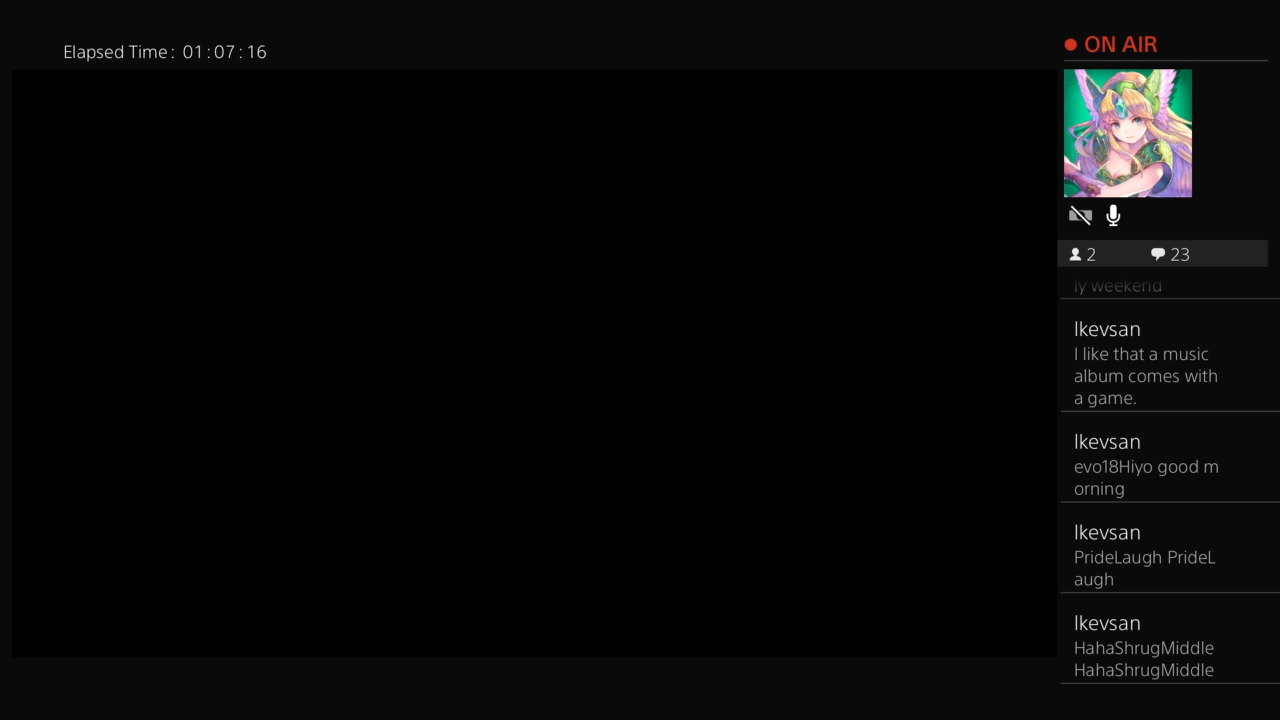 Elapsed Time: 01:07:16
ON AIR
2 23
ly weekend
lkevsan
I like that a music
album comes with
a game.
lkevsan
evo18Hiyo good m
orning
lkevsan
PrideLaugh PrideL
augh
lkevsan
HahaShrugMiddle
HahaShrugMiddle